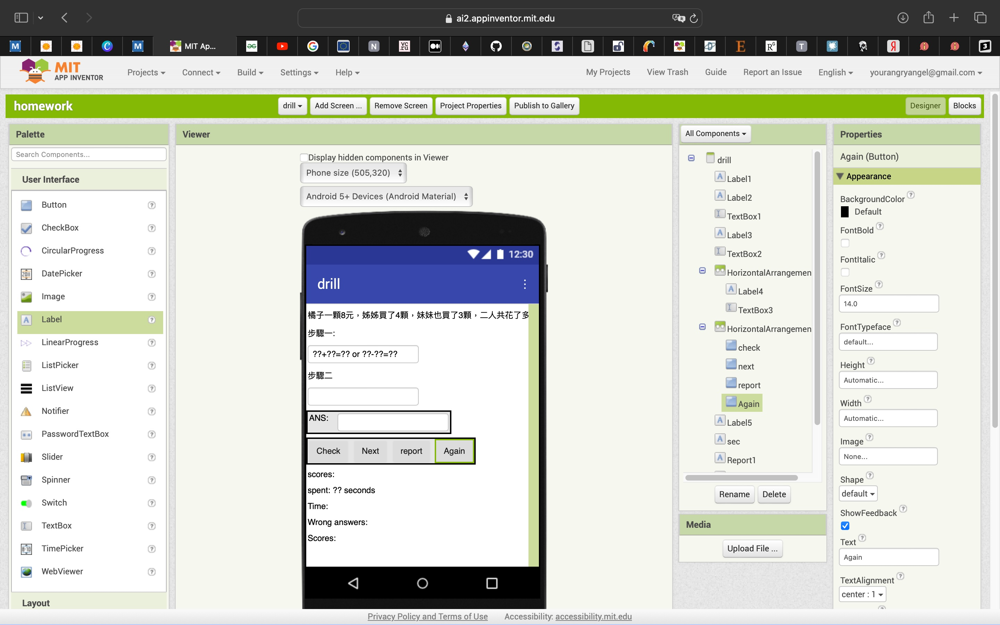 ai2.appinventor.mit.edu
MIT Ap...
MIT
APP INVENTOR
Projects
Connect
Build
Settings
Help
My Projects
View Trash
Guide
Report an Issue
English
yourangryangel@gmail.com
homework
drill
Add Screen ...
Remove Screen
Project Properties
Publish to Gallery
Designer
Blocks
Palette
Search Components...
User Interface
Button
CheckBox
CircularProgress
DatePicker
Image
Label
LinearProgress
ListPicker
ListView
Notifier
PasswordTextBox
Slider
Spinner
Switch
TextBox
TimePicker
WebViewer
Layout
Viewer
Display hidden components in Viewer
Phone size (505,320)
Android 5+ Devices (Android Material)
12:30
drill
橘子一顆8元，姊姊買了4顆，妹妹也買了3顆，二人共花了多
步驟一:
??+??=?? or ??-??=??
步驟二
ANS:
Check Next report Again
scores:
spent: ?? seconds
Time:
Wrong answers:
Scores:
All Components
drill
Label1
Label2
TextBox1
Label3
TextBox2
HorizontalArrangemen
Label4
TextBox3
HorizontalArrangemen
check
next
report
Again
Label5
sec
Report1
Rename
Delete
Media
Upload File ...
Properties
Again (Button)
Appearance
BackgroundColor
Default
FontBold
FontItalic
FontSize
14.0
FontTypeface
default...
Height
Automatic...
Width
Automatic...
Image
None...
Shape
default
ShowFeedback
Text
Again
TextAlignment
center : 1
Privacy Policy and Terms of Use
Accessibility: accessibility.mit.edu